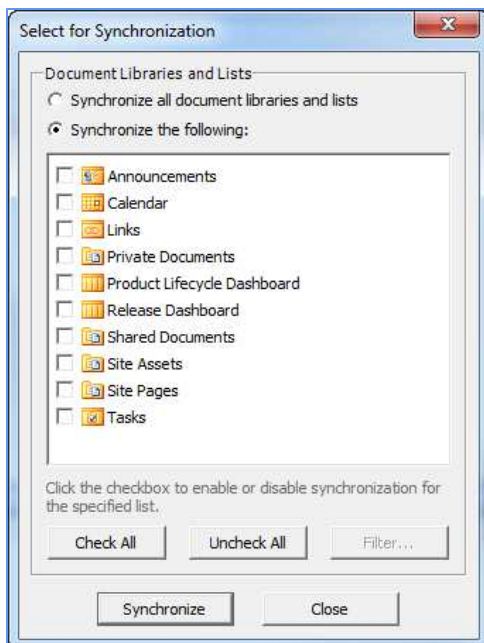 Select for Synchronization
Document Libraries and Lists
Synchronize all document libraries and lists
Synchronize the following:
Announcements
Calendar
Links
Private Documents
Product Lifecycle Dashboard
Release Dashboard
Shared Documents
Site Assets
Site Pages
Tasks
Click the checkbox to enable or disable synchronization for
the specified list.
Check All Uncheck All Filter...
Synchronize Close